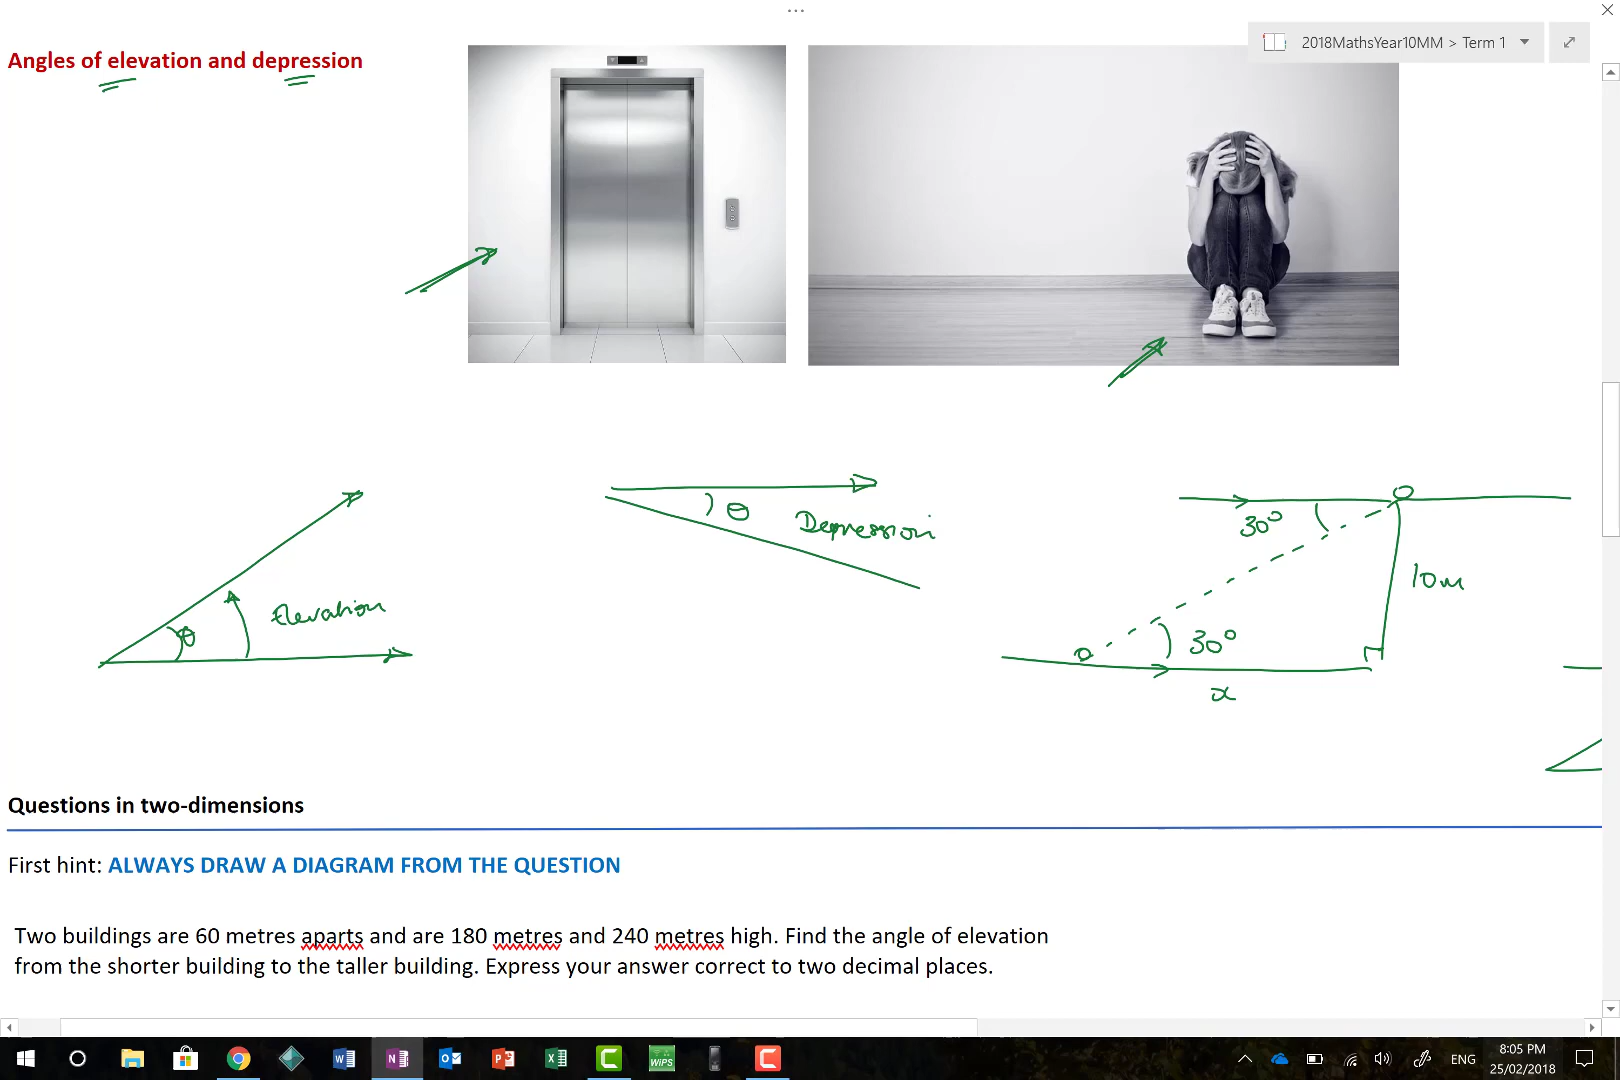 2018MathsYear10MM > Term 1
Angles of elevation and depression
θ
Elevation
θ
Depression
30°
10m
30°
x
Questions in two-dimensions
First hint: ALWAYS DRAW A DIAGRAM FROM THE QUESTION
Two buildings are 60 metres aparts and are 180 metres and 240 metres high. Find the angle of elevation
from the shorter building to the taller building. Express your answer correct to two decimal places.
ENG
8:05 PM
25/02/2018